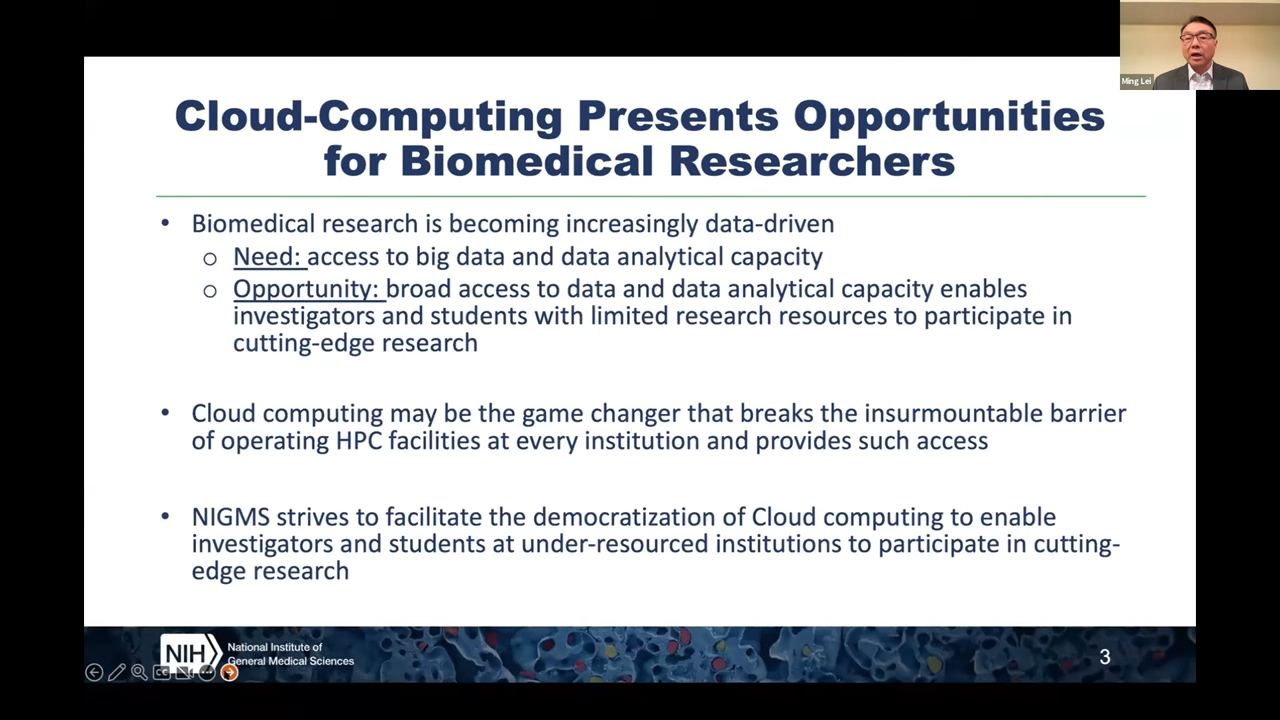 Ming Lei
Cloud-Computing Presents Opportunities
for Biomedical Researchers
• Biomedical research is becoming increasingly data-driven
o Need: access to big data and data analytical capacity
o Opportunity: broad access to data and data analytical capacity enables
investigators and students with limited research resources to participate in
cutting-edge research
• Cloud computing may be the game changer that breaks the insurmountable barrier
of operating HPC facilities at every institution and provides such access
• NIGMS strives to facilitate the democratization of Cloud computing to enable
investigators and students at under-resourced institutions to participate in cutting-
edge research
NIH
National Institute of
General Medical Sciences
CC
3